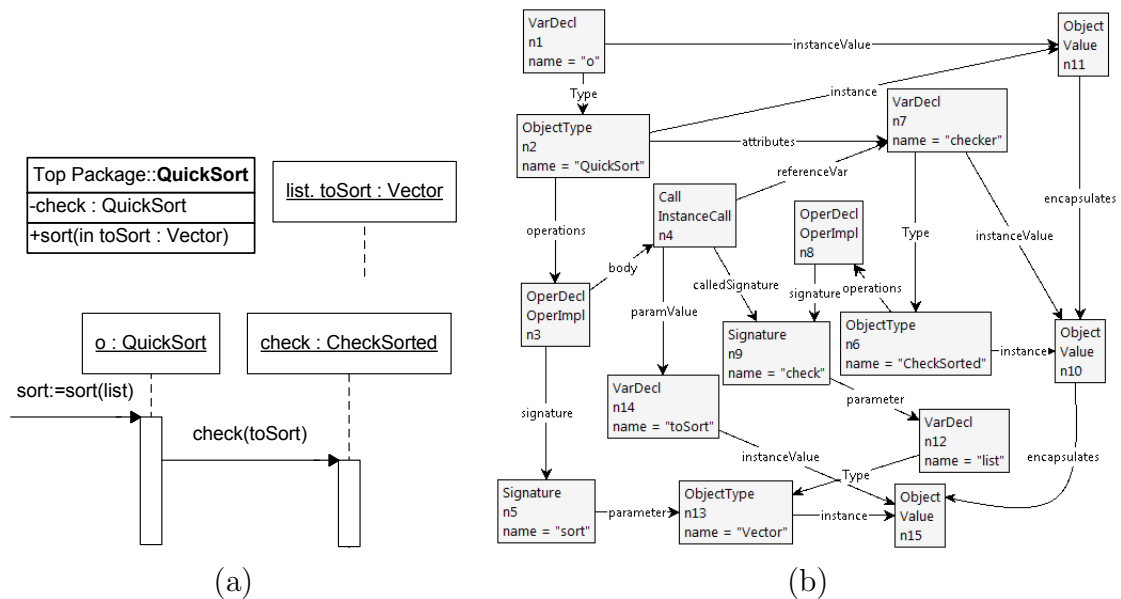 Top Package::QuickSort
-check : QuickSort
+sort(in toSort : Vector)
list. toSort : Vector
o : QuickSort
check : CheckSorted
sort:=sort(list)
check(toSort)
(a)
VarDecl
n1
name = "o"
instanceValue
Object
Value
n11
Type
instance
ObjectType
n2
name = "QuickSort"
attributes
VarDecl
n7
name = "checker"
referenceVar
Call
InstanceCall
n4
OperDecl
OperImpl
n8
encapsulates
operations
body
Type
instanceValue
calledSignature
signature
operations
OperDecl
OperImpl
n3
paramValue
Signature
n9
name = "check"
ObjectType
n6
name = "CheckSorted"
instance
Object
Value
n10
VarDecl
n14
name = "toSort"
parameter
VarDecl
n12
name = "list"
signature
instanceValue
Type
encapsulates
Signature
n5
name = "sort"
parameter
ObjectType
n13
name = "Vector"
instance
Object
Value
n15
(b)